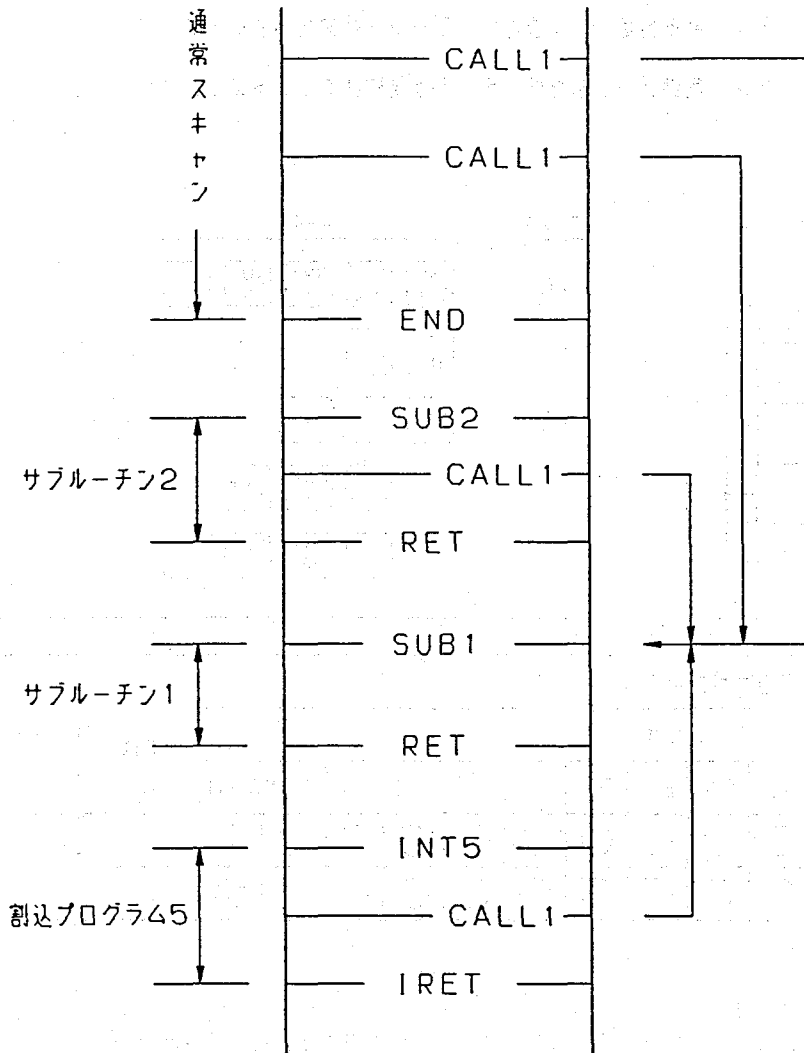 通常スキャン
CALL1
CALL1
END
SUB2
サブルーチン2
CALL1
RET
SUB1
サブルーチン1
RET
INT5
割込プログラム5
CALL1
IRET